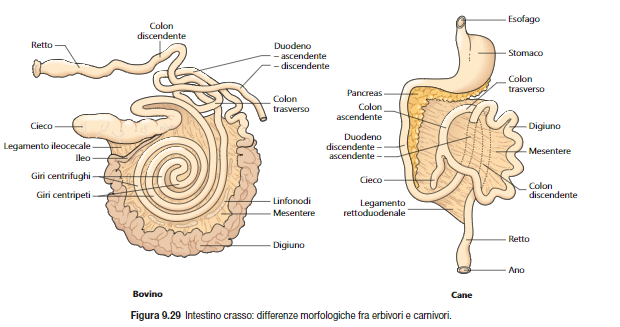 Colon
discendente
Retto
Duodeno
– ascendente
– discendente
Colon
trasverso
Cieco
Legamento ileocecale
Ileo
Giri centrifughi
Giri centripeti
Linfonodi
Mesentere
Digiuno
Bovino
Esofago
Stomaco
Colon
trasverso
Pancreas
Colon
ascendente
Digiuno
Duodeno
discendente –
ascendente –
Mesentere
Cieco
Colon
discendente
Legamento
rettoduodenale
Retto
Ano
Cane
Figura 9.29 Intestino crasso: differenze morfologiche fra erbivori e carnivori.